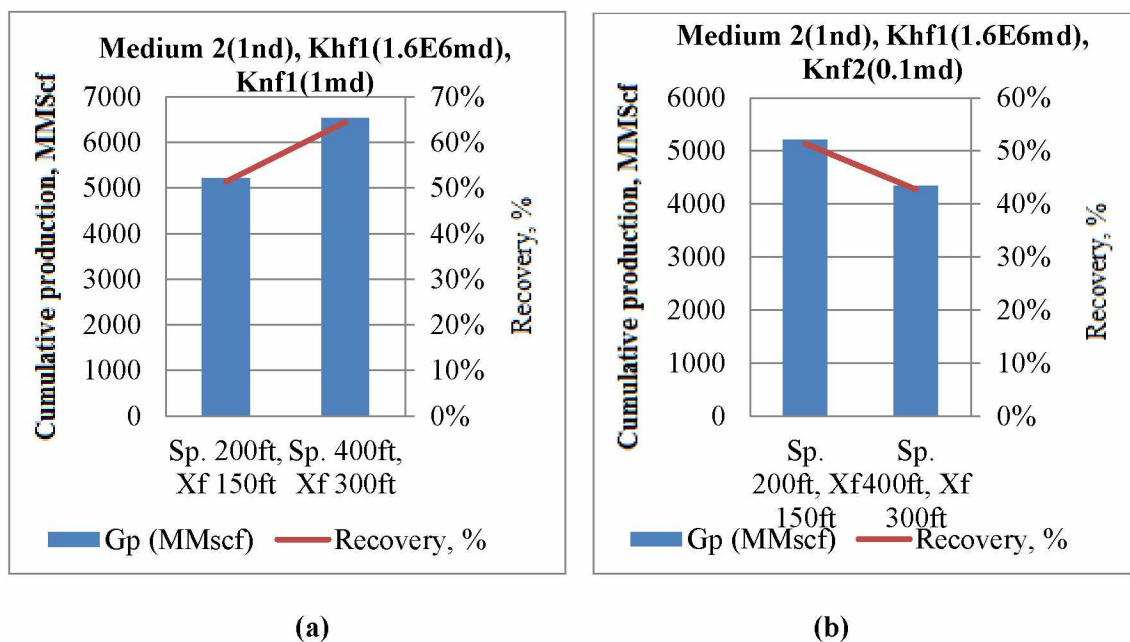 Medium 2(1nd), Khf1(1.6E6md),
Knf1(1md)
Cumulative production, MMScf
7000
6000
5000
4000
3000
2000
1000
0
70%
60%
50%
40%
30%
20%
10%
0%
Recovery, %
Sp. 200ft, Sp. 400ft,
Xf 150ft Xf 300ft
Gp (MMscf) Recovery, %
(a)
Medium 2(1nd), Khf1(1.6E6md),
Knf2(0.1md)
Cumulative production, MMScf
6000
5000
4000
3000
2000
1000
0
60%
50%
40%
30%
20%
10%
0%
Recovery, %
Sp. Sp.
200ft, Xf 400ft, Xf
150ft 300ft
Gp (MMscf) Recovery, %
(b)